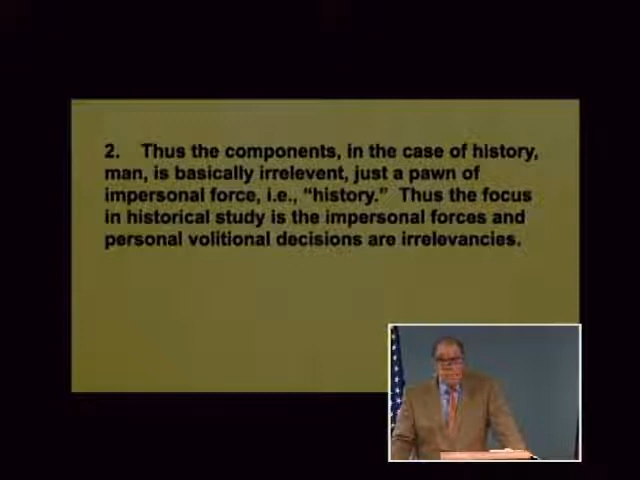 2. Thus the components, in the case of history,
man, is basically irrelevent, just a pawn of
impersonal force, i.e., “history.” Thus the focus
in historical study is the impersonal forces and
personal volitional decisions are irrelevancies.